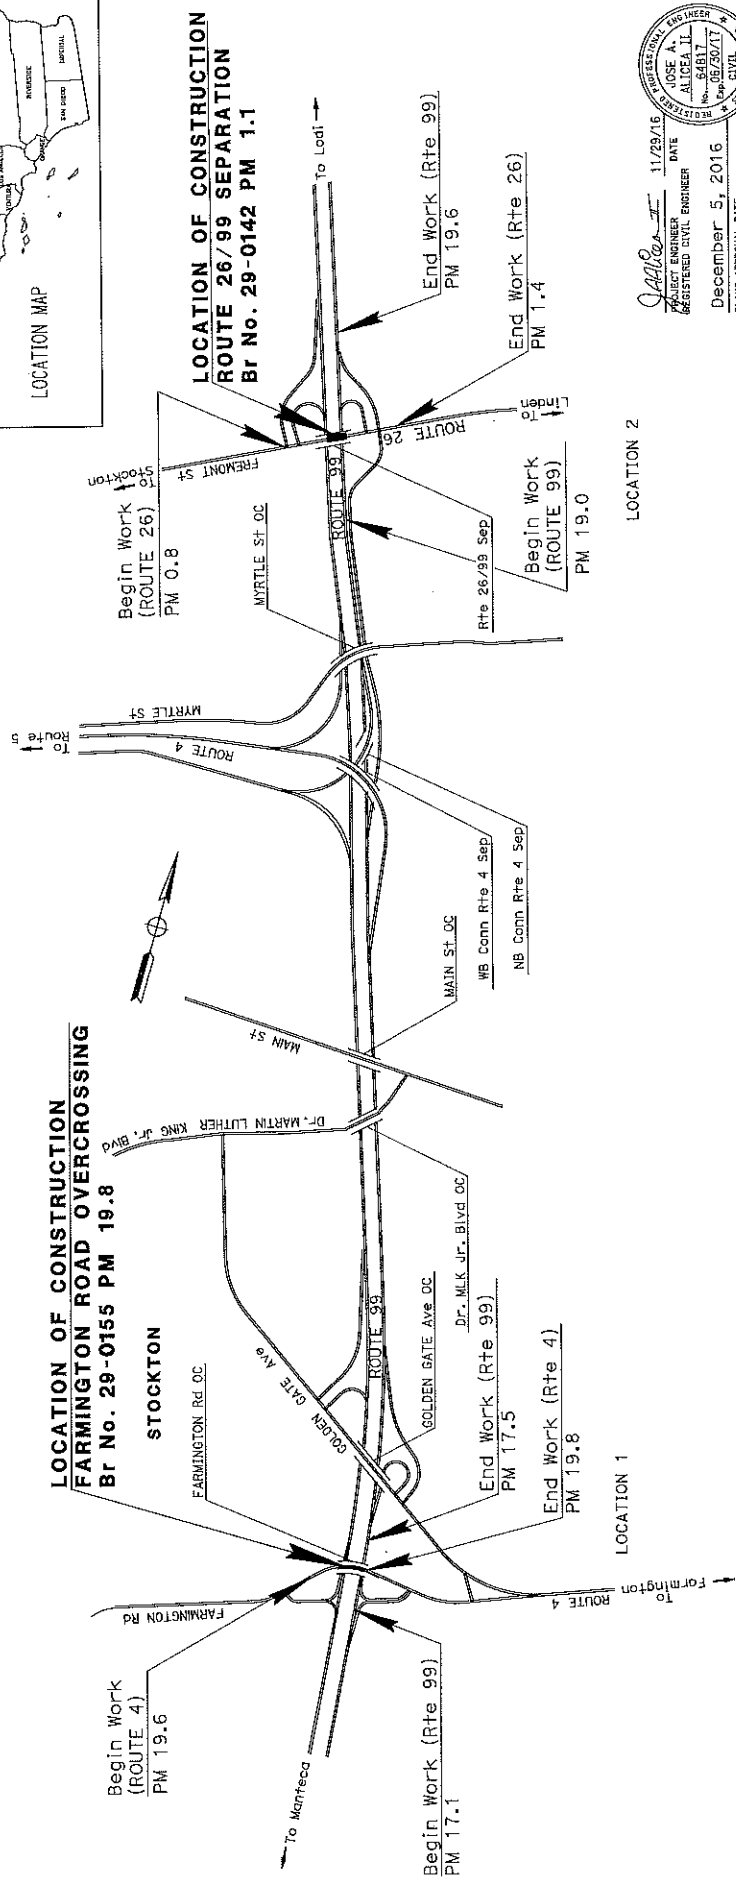 LOCATION MAP
RIVERSIDE
IMPERIAL
SAN DIEGO
ORANGE
VENTURA
LOCATION OF CONSTRUCTION
FARMINGTON ROAD OVERCROSSING
Br No. 29-0155 PM 19.8
STOCKTON
LOCATION OF CONSTRUCTION
ROUTE 26/99 SEPARATION
Br No. 29-0142 PM 1.1
Begin Work
(ROUTE 4)
PM 19.6
FARMINGTON Rd
FARMINGTON Rd OC
To Manteca
Begin Work (Rte 99)
PM 17.1
GOLDEN GATE Ave
ROUTE 99
GOLDEN GATE Ave OC
End Work (Rte 99)
PM 17.5
End Work (Rte 4)
PM 19.8
ROUTE 4
To
Farmington
LOCATION 1
Dr. MARTIN LUTHER KING Jr. Blvd
Dr. MLK Jr. Blvd OC
MAIN St
MAIN St OC
WB Conn Rte 4 Sep
NB Conn Rte 4 Sep
To
Route 5
ROUTE 4
MYRTLE St
MYRTLE St OC
Begin Work
(ROUTE 26)
PM 0.8
To
Stockton
FREMONT St
ROUTE 99
Rte 26/99 Sep
Begin Work
(ROUTE 99)
PM 19.0
ROUTE 26
To
Linden
To Lodi
End Work (Rte 99)
PM 19.6
End Work (Rte 26)
PM 1.4
LOCATION 2
11/29/16
PROJECT ENGINEER DATE
REGISTERED CIVIL ENGINEER
December 5, 2016
PLANS APPROVAL DATE
REGISTERED PROFESSIONAL ENGINEER
JOSE A.
ALICEA II
No. 64817
Exp. 06/30/17
CIVIL